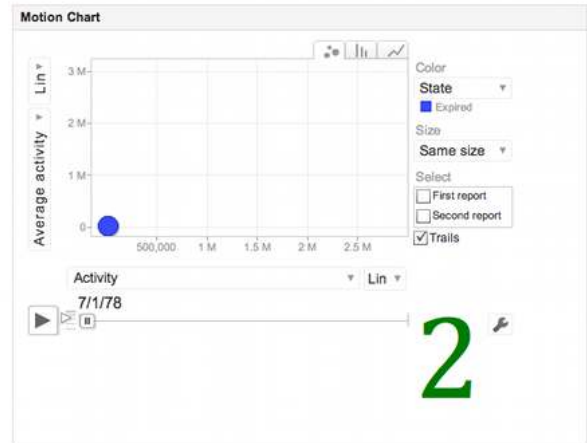 Motion Chart
Lin
Average activity
3 M
2 M
1 M
0
500,000 1 M 1.5 M 2 M 2.5 M
Color
State
Expired
Size
Same size
Select
First report
Second report
Trails
Activity Lin
7/1/78
2